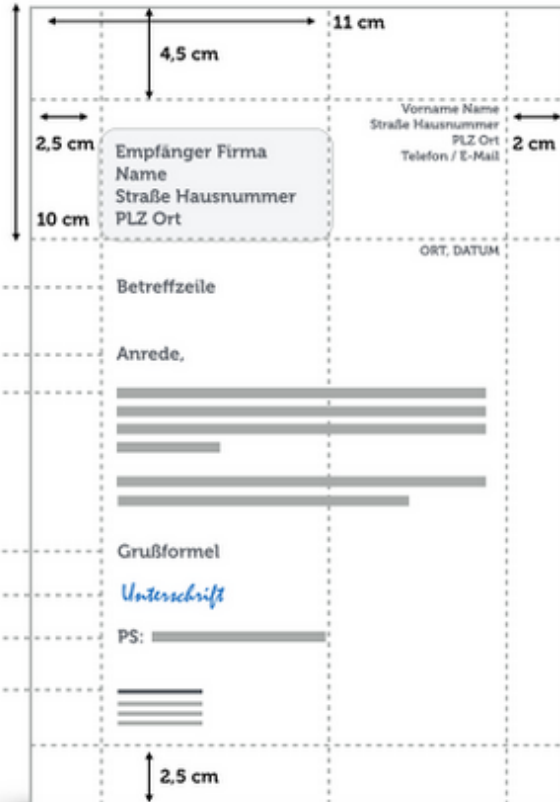 11 cm
4,5 cm
Vorname Name
Straße Hausnummer
PLZ Ort
Telefon / E-Mail
2,5 cm
2 cm
Empfänger Firma
Name
Straße Hausnummer
PLZ Ort
10 cm
ORT, DATUM
Betreffzeile
Anrede,
Grußformel
Unterschrift
PS:
2,5 cm